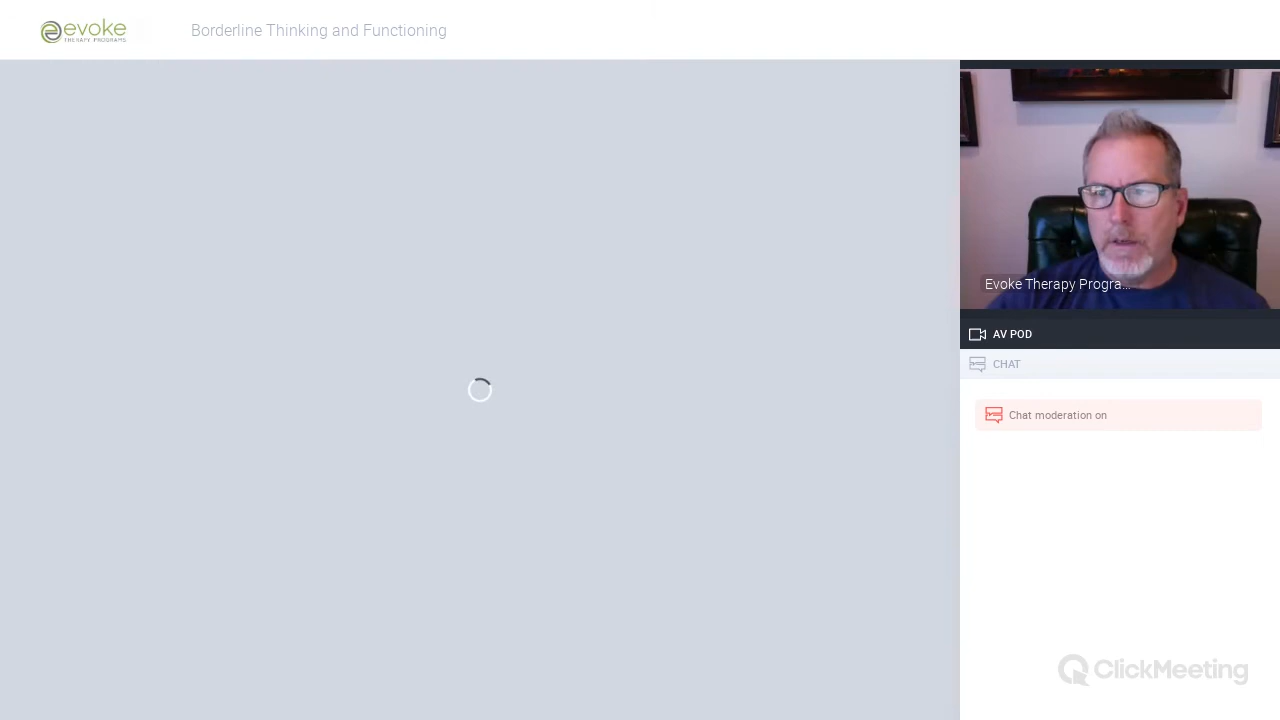 evoke
THERAPY PROGRAMS
Borderline Thinking and Functioning
Evoke Therapy Progra...
AV POD
CHAT
Chat moderation on
ClickMeeting